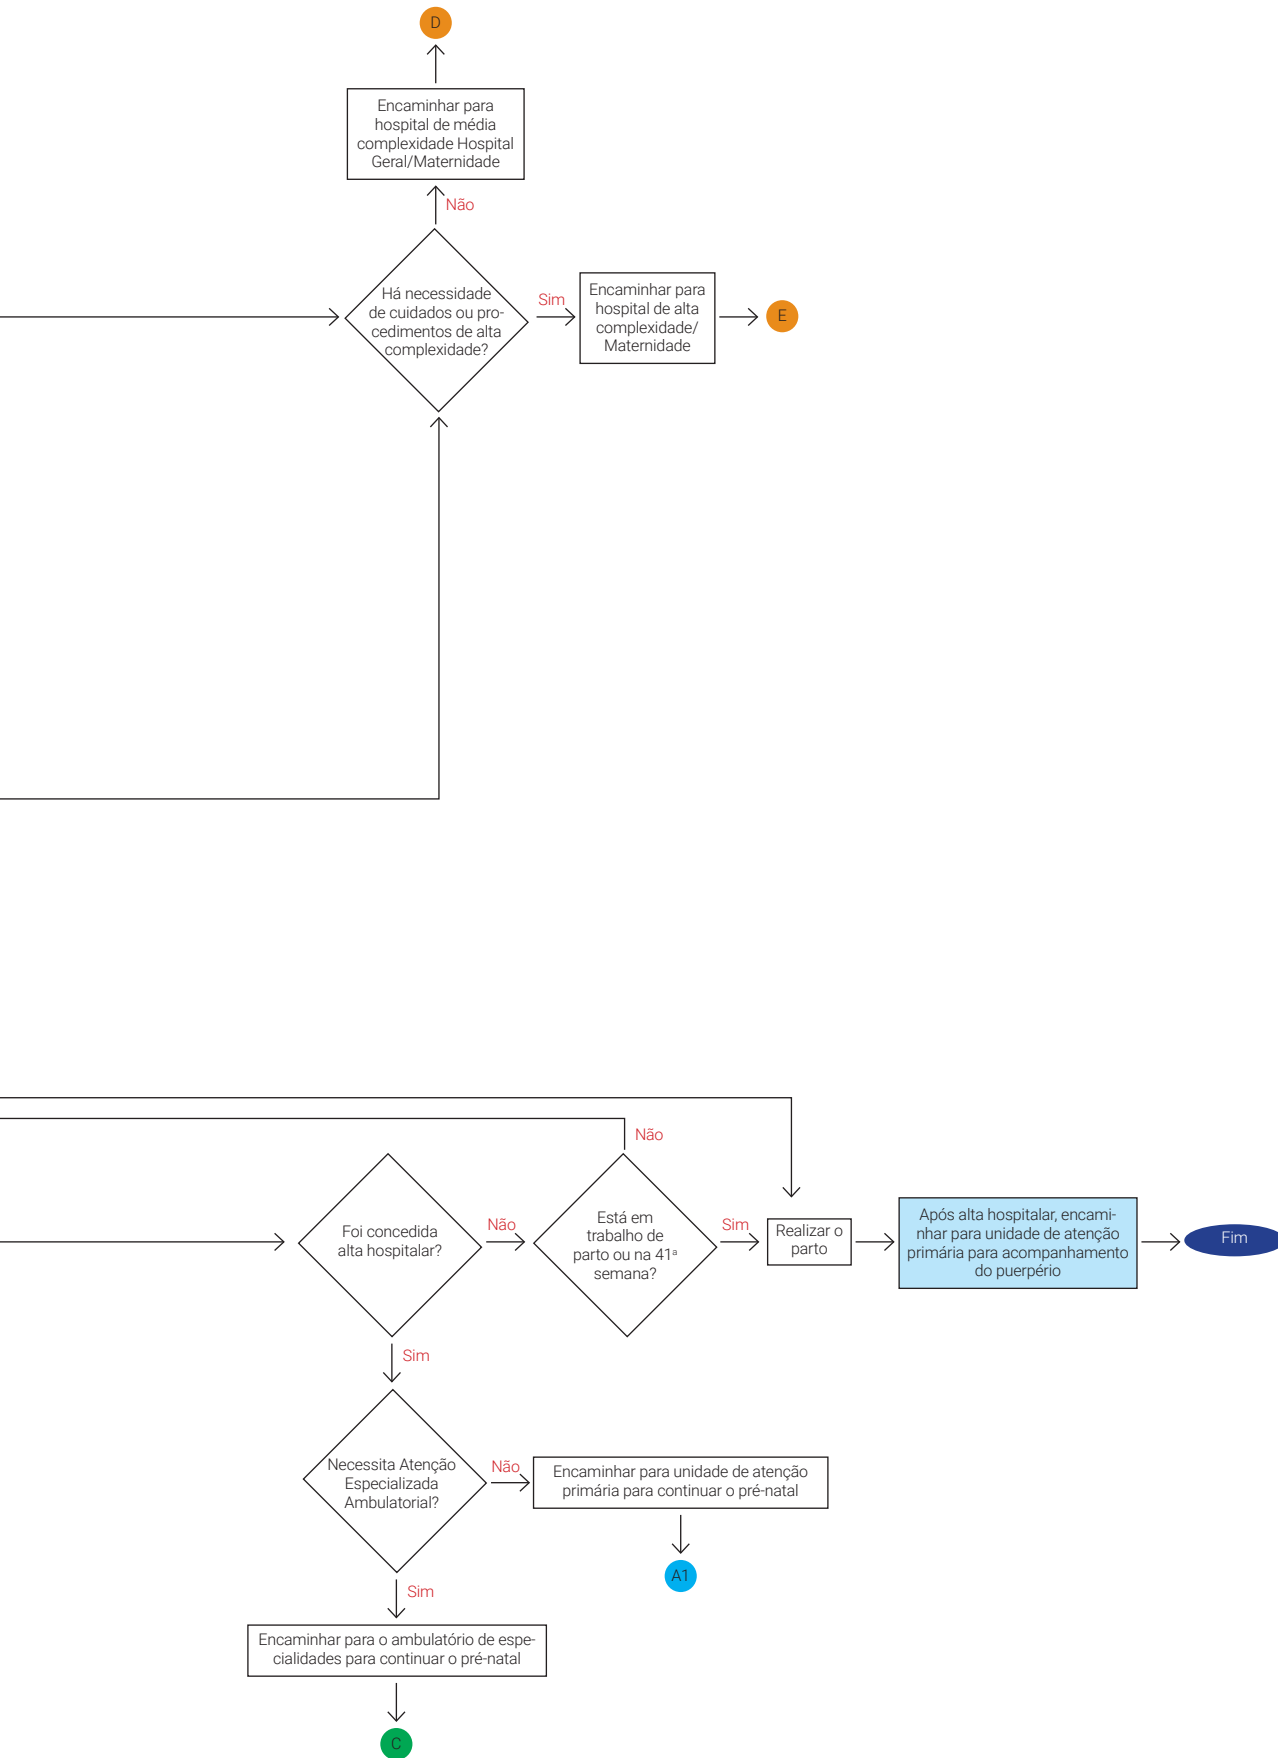 D
Encaminhar para
hospital de média
complexidade Hospital
Geral/Maternidade
Não
Há necessidade
de cuidados ou pro-
cedimentos de alta
complexidade?
Sim
Encaminhar para
hospital de alta
complexidade/
Maternidade
E
Não
Foi concedida
alta hospitalar?
Não
Está em
trabalho de
parto ou na 41ª
semana?
Sim
Realizar o
parto
Após alta hospitalar, encami-
nhar para unidade de atenção
primária para acompanhamento
do puerpério
Fim
Sim
Necessita Atenção
Especializada
Ambulatorial?
Não
Encaminhar para unidade de atenção
primária para continuar o pré-natal
A1
Sim
Encaminhar para o ambulatório de espe-
cialidades para continuar o pré-natal
C